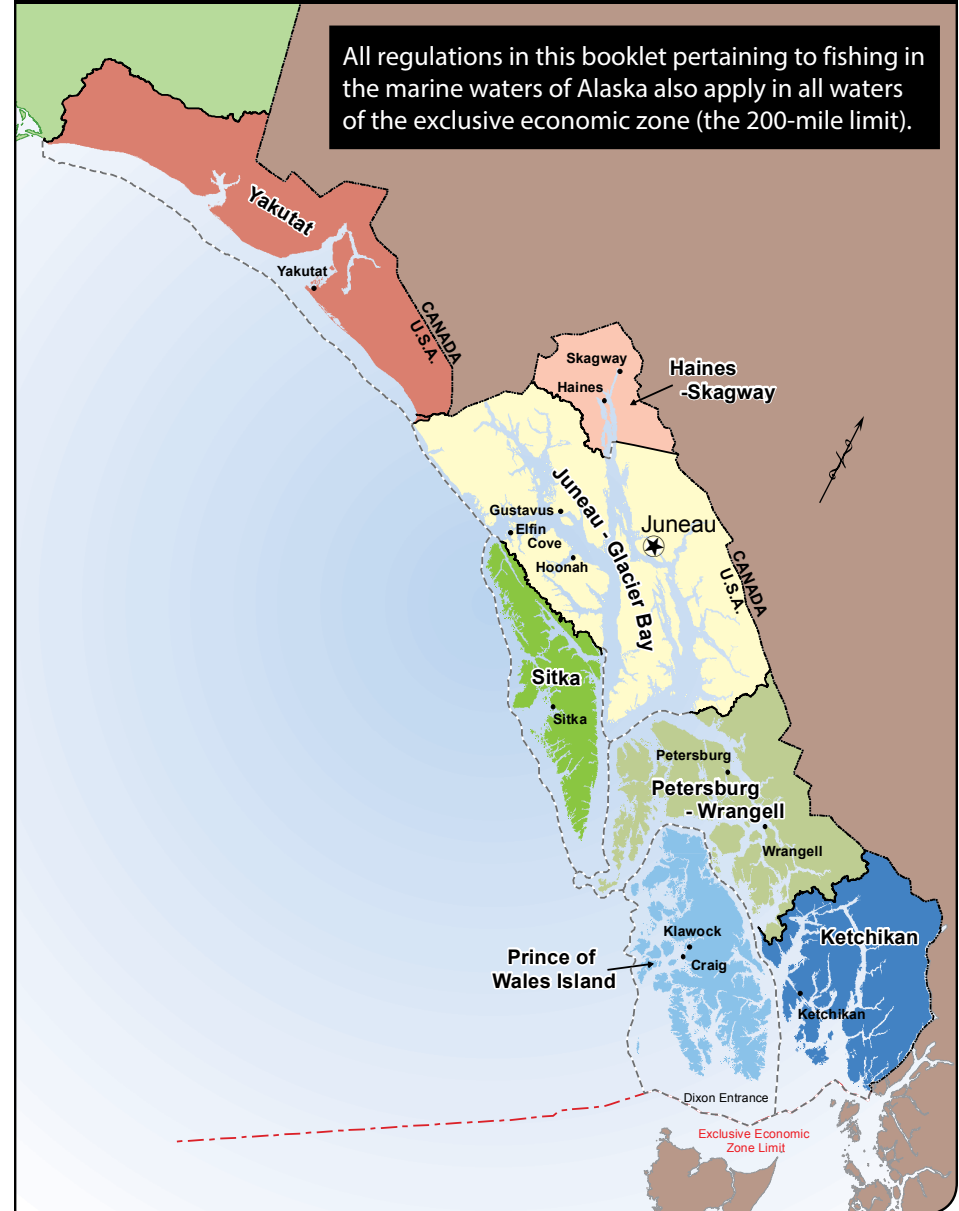 All regulations in this booklet pertaining to fishing in
the marine waters of Alaska also apply in all waters
of the exclusive economic zone (the 200-mile limit).
Yakutat
Yakutat
CANADA
U.S.A.
Skagway
Haines
Haines
-Skagway
Juneau - Glacier Bay
Gustavus
Elfin
Cove
Hoonah
Juneau
CANADA
U.S.A.
Sitka
Sitka
Petersburg
Petersburg
- Wrangell
Wrangell
Klawock
Craig
Prince of
Wales Island
Ketchikan
Ketchikan
Dixon Entrance
Exclusive Economic
Zone Limit